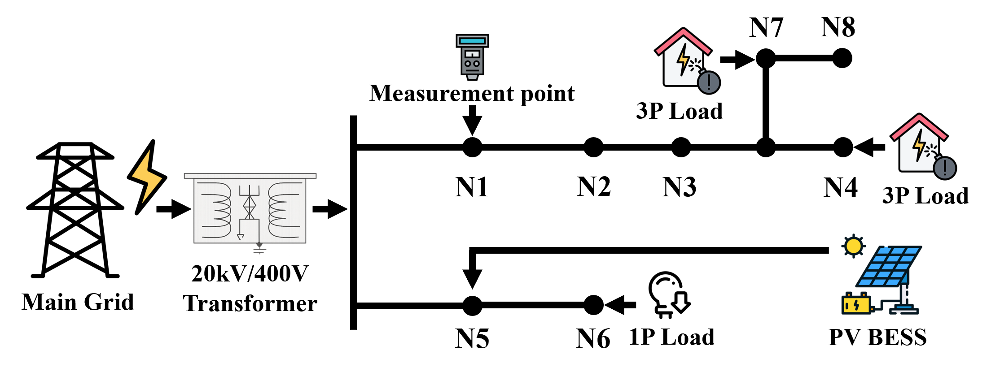 N7
N8
Measurement point
3P Load
N1
N2
N3
N4
3P Load
20kV/400V
Transformer
Main Grid
N5
N6
1P Load
PV BESS